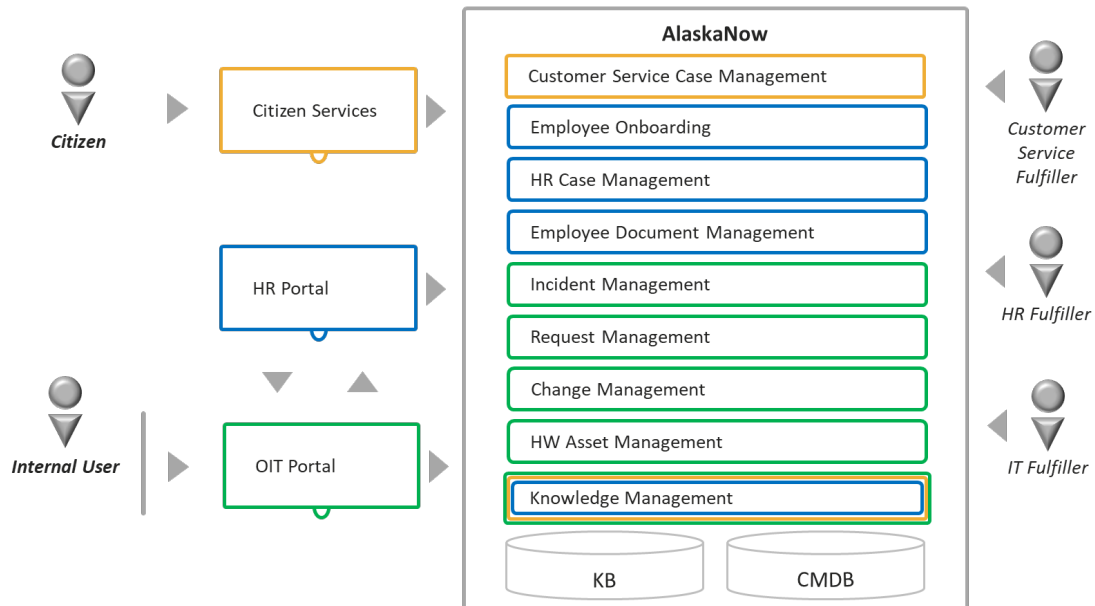 AlaskaNow
Citizen
Citizen Services
HR Portal
Internal User
OIT Portal
Customer Service Case Management
Employee Onboarding
HR Case Management
Employee Document Management
Incident Management
Request Management
Change Management
HW Asset Management
Knowledge Management
KB
CMDB
Customer
Service
Fulfiller
HR Fulfiller
IT Fulfiller